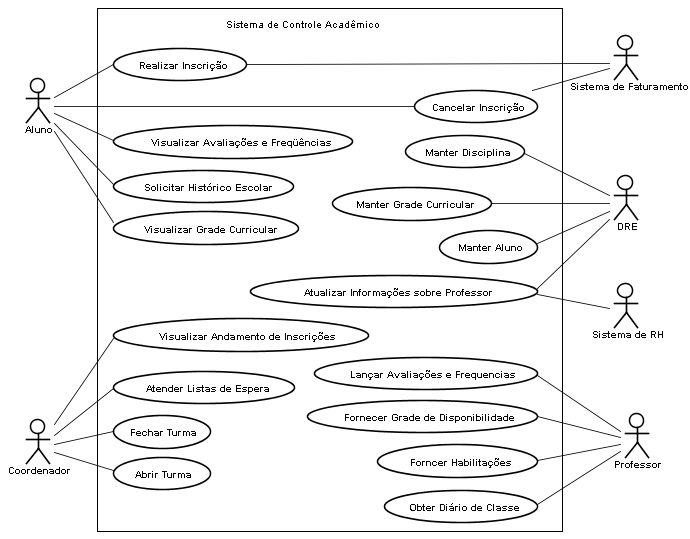 Sistema de Controle Acadêmico
Realizar Inscrição
Sistema de Faturamento
Cancelar Inscrição
Aluno
Visualizar Avaliações e Freqüências
Manter Disciplina
Solicitar Histórico Escolar
Manter Grade Curricular
Visualizar Grade Curricular
DRE
Manter Aluno
Atualizar Informações sobre Professor
Visualizar Andamento de Inscrições
Sistema de RH
Lançar Avaliações e Frequencias
Atender Listas de Espera
Fornecer Grade de Disponibilidade
Fechar Turma
Forncer Habilitações
Professor
Coordenador
Abrir Turma
Obter Diário de Classe